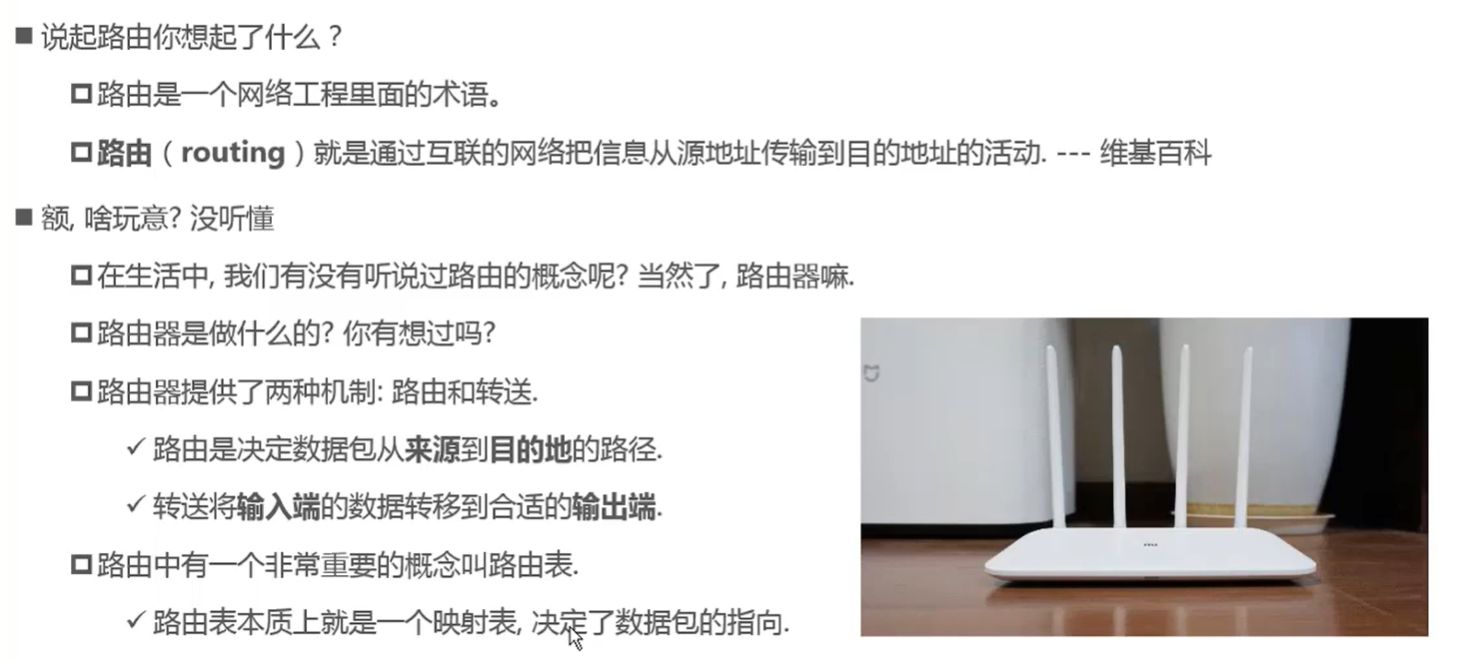 说起路由你想起了什么？
路由是一个网络工程里面的术语。
路由（routing）就是通过互联的网络把信息从源地址传输到目的地址的活动. --- 维基百科
额, 啥玩意? 没听懂
在生活中, 我们有没有听说过路由的概念呢? 当然了, 路由器嘛.
路由器是做什么的? 你有想过吗?
路由器提供了两种机制: 路由和转送.
路由是决定数据包从来源到目的地的路径.
转送将输入端的数据转移到合适的输出端.
路由中有一个非常重要的概念叫路由表.
路由表本质上就是一个映射表, 决定了数据包的指向.